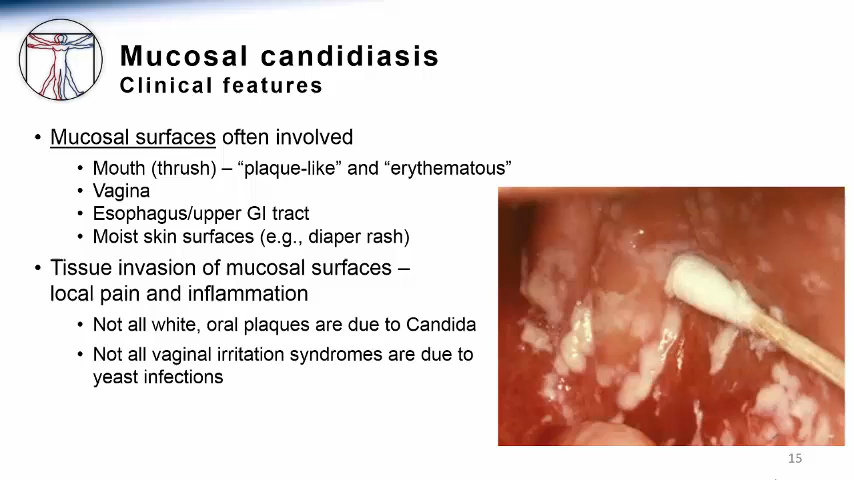 Mucosal candidiasis
Clinical features
• Mucosal surfaces often involved
• Mouth (thrush) – “plaque-like” and “erythematous”
• Vagina
• Esophagus/upper GI tract
• Moist skin surfaces (e.g., diaper rash)
• Tissue invasion of mucosal surfaces –
local pain and inflammation
• Not all white, oral plaques are due to Candida
• Not all vaginal irritation syndromes are due to
yeast infections
15